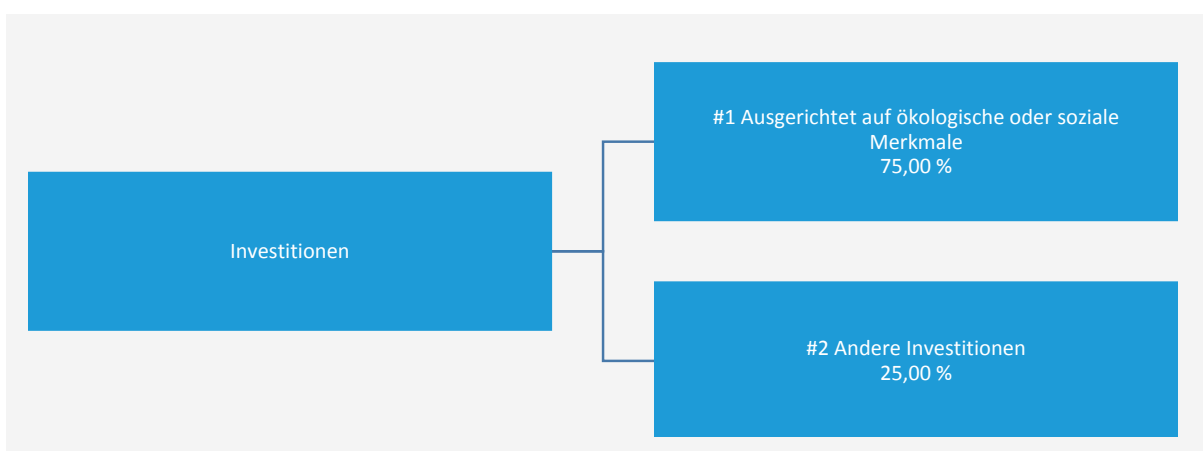 #1 Ausgerichtet auf ökologische oder soziale
Merkmale
75,00 %
Investitionen
#2 Andere Investitionen
25,00 %